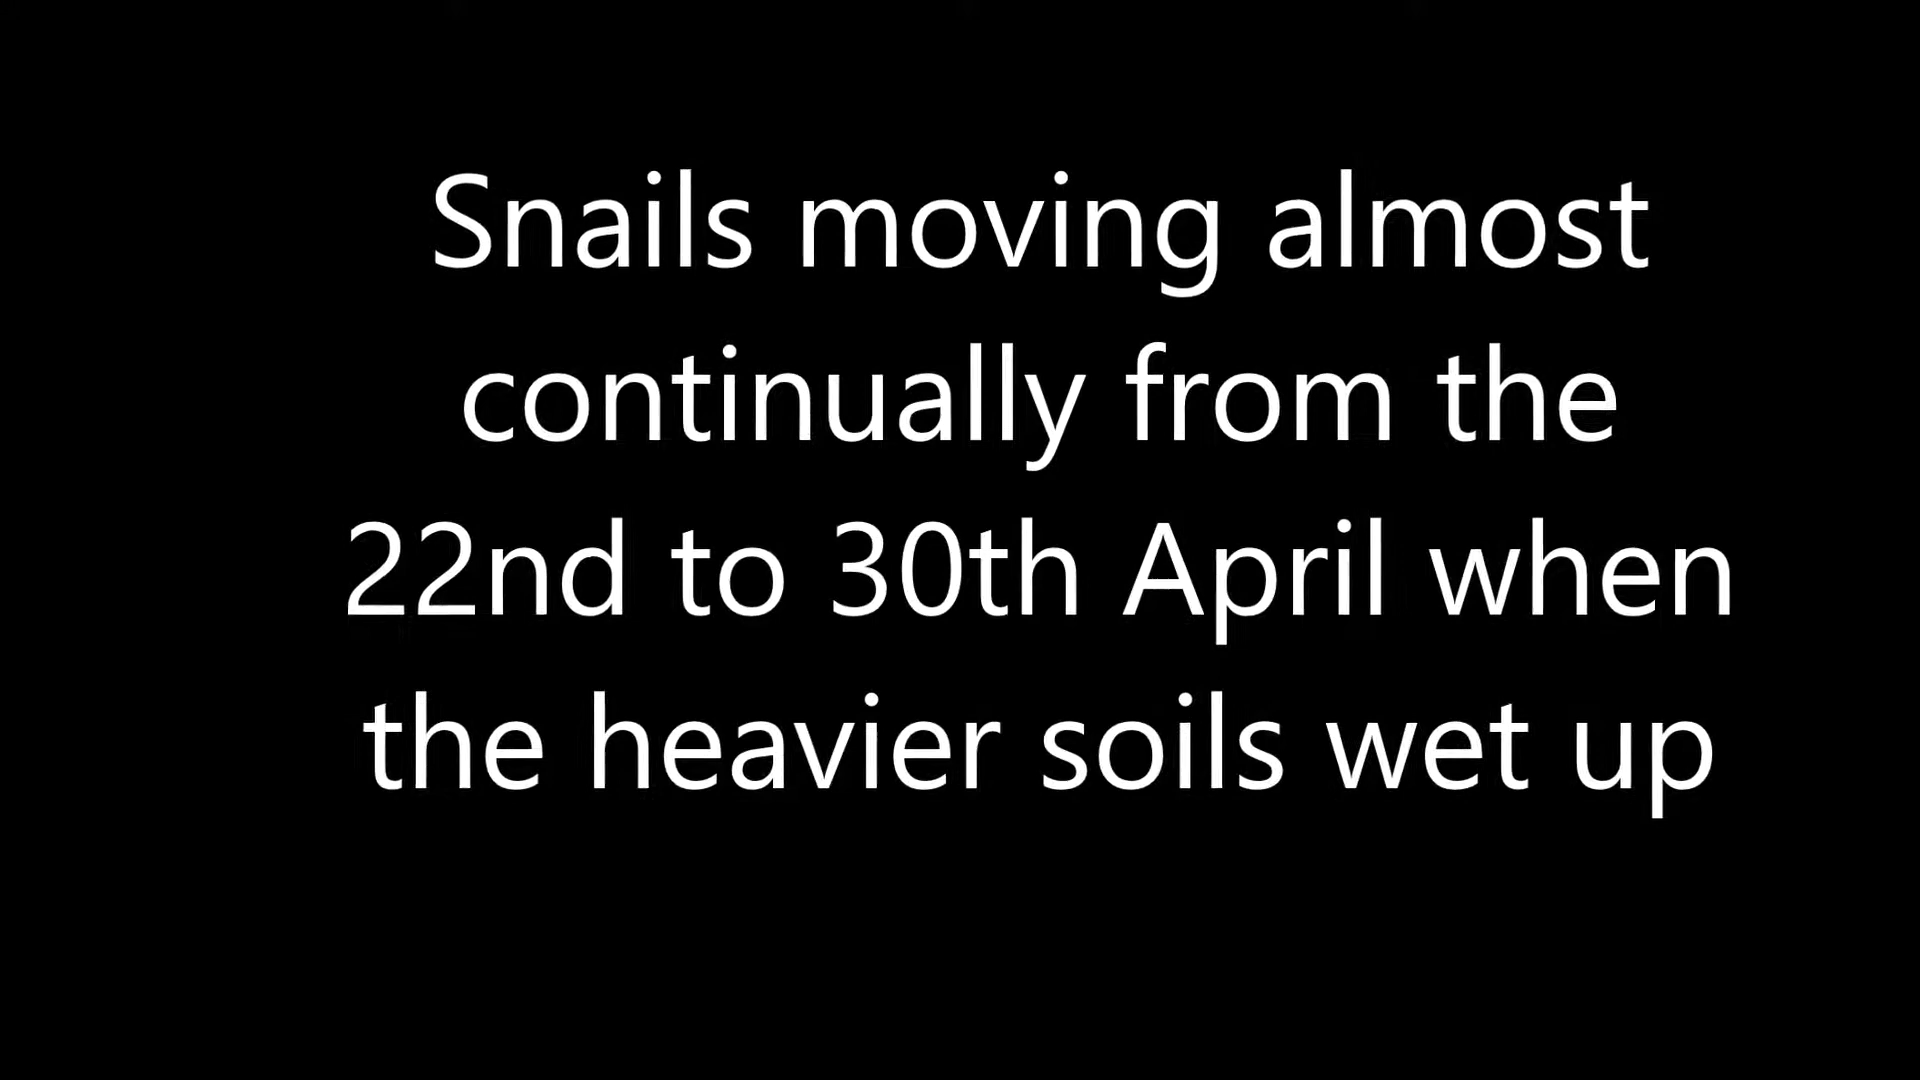 Snails moving almost
continually from the
22nd to 30th April when
the heavier soils wet up